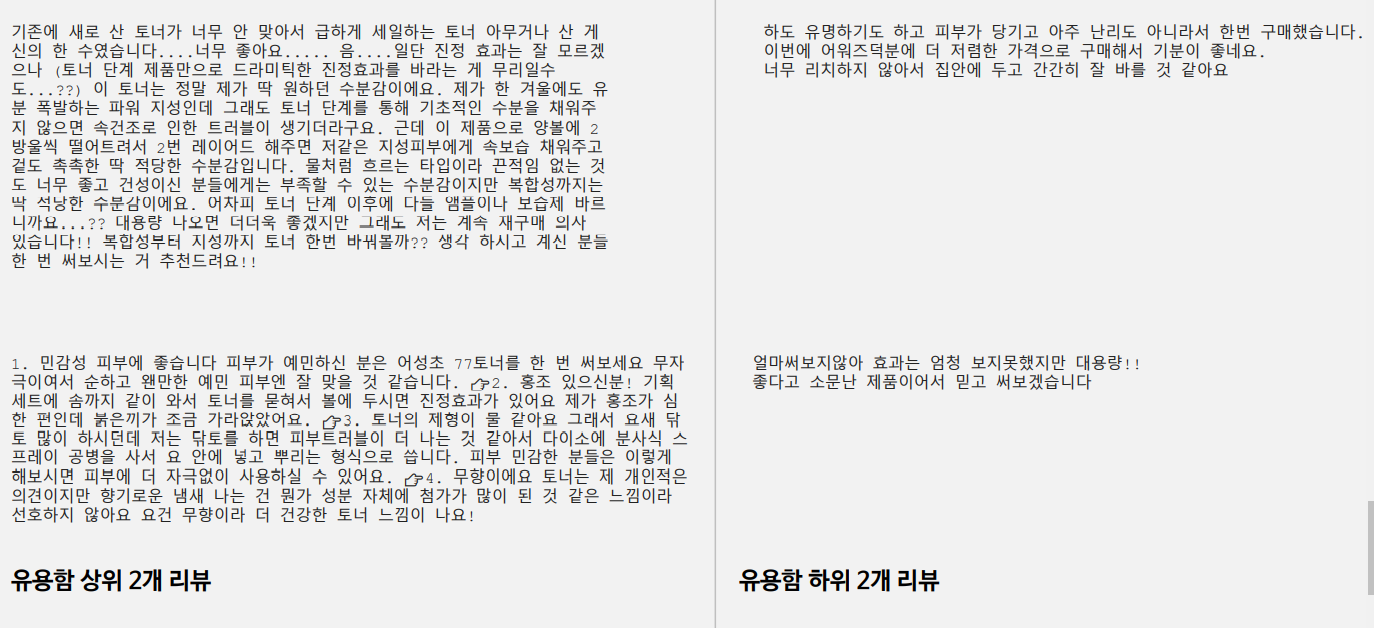 기존에 새로 산 토너가 너무 안 맞아서 급하게 세일하는 토너 아무거나 산 게
신의 한 수였습니다....너무 좋아요..... 음....일단 진정 효과는 잘 모르겠
으나 (토너 단계 제품만으로 드라미틱한 진정효과를 바라는 게 무리일수
도...??) 이 토너는 정말 제가 딱 원하던 수분감이에요. 제가 한 겨울에도 유
분 폭발하는 파워 지성인데 그래도 토너 단계를 통해 기초적인 수분을 채워주
지 않으면 속건조로 인한 트러블이 생기더라구요. 근데 이 제품으로 양볼에 2
방울씩 떨어트려서 2번 레이어드 해주면 저같은 지성피부에게 속보습 채워주고
겉도 촉촉한 딱 적당한 수분감입니다. 물처럼 흐르는 타입이라 끈적임 없는 것
도 너무 좋고 건성이신 분들에게는 부족할 수 있는 수분감이지만 복합성까지는
딱 적당한 수분감이에요. 어차피 토너 단계 이후에 다들 앰플이나 보습제 바르
니까요...?? 대용량 나오면 더더욱 좋겠지만 그래도 저는 계속 재구매 의사
있습니다!! 복합성부터 지성까지 토너 한번 바꿔볼까?? 생각 하시고 계신 분들
한 번 써보시는 거 추천드려요!!
1. 민감성 피부에 좋습니다 피부가 예민하신 분은 어성초 77토너를 한 번 써보세요 무자
극이여서 순하고 왠만한 예민 피부엔 잘 맞을 것 같습니다. 👉2. 홍조 있으신분! 기획
세트에 솜까지 같이 와서 토너를 묻혀서 볼에 두시면 진정효과가 있어요 제가 홍조가 심
한 편인데 붉은끼가 조금 가라앉았어요. 👉3. 토너의 제형이 물 같아요 그래서 요새 닦
토 많이 하시던데 저는 닦토를 하면 피부트러블이 더 나는 것 같아서 다이소에 분사식 스
프레이 공병을 사서 요 안에 넣고 뿌리는 형식으로 씁니다. 피부 민감한 분들은 이렇게
해보시면 피부에 더 자극없이 사용하실 수 있어요. 👉4. 무향이에요 토너는 제 개인적은
의견이지만 향기로운 냄새 나는 건 뭔가 성분 자체에 첨가가 많이 된 것 같은 느낌이라
선호하지 않아요 요건 무향이라 더 건강한 토너 느낌이 나요!
유용함 상위 2개 리뷰
하도 유명하기도 하고 피부가 당기고 아주 난리도 아니라서 한번 구매했습니다.
이번에 어워즈덕분에 더 저렴한 가격으로 구매해서 기분이 좋네요.
너무 리치하지 않아서 집안에 두고 간간히 잘 바를 것 같아요
얼마써보지않아 효과는 엄청 보지못했지만 대용량!!
좋다고 소문난 제품이어서 믿고 써보겠습니다
유용함 하위 2개 리뷰